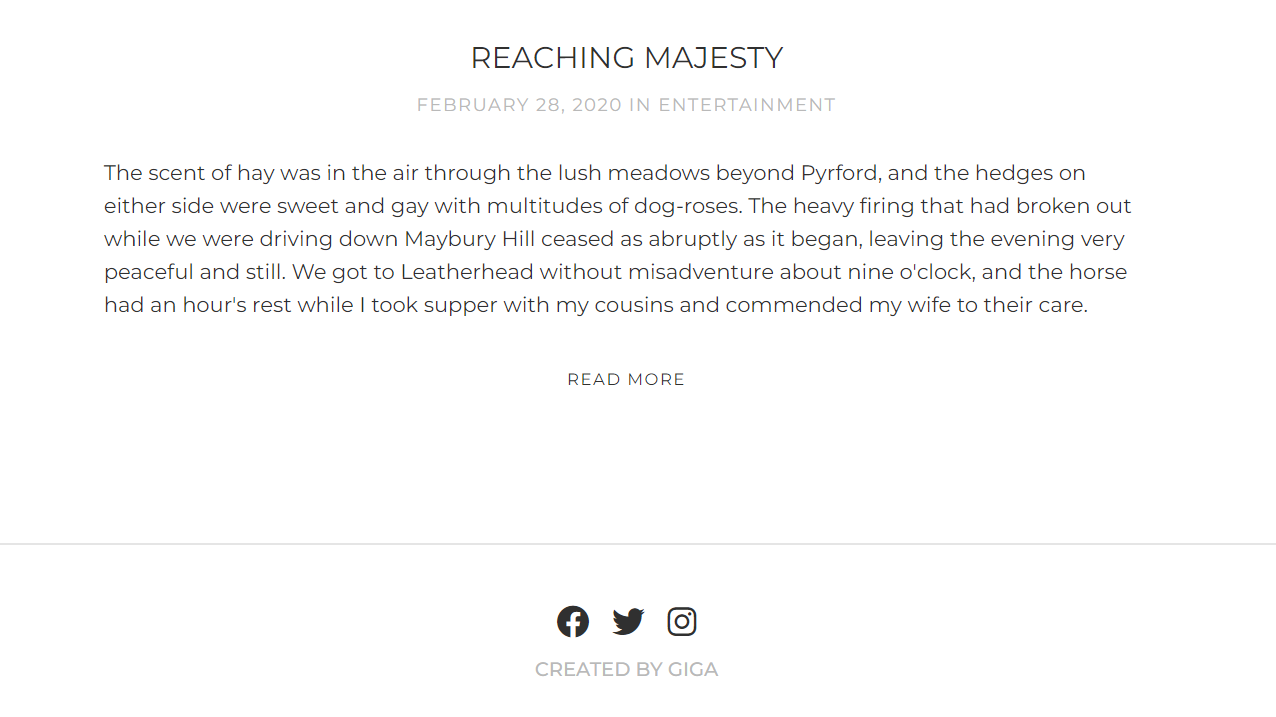 REACHING MAJESTY
FEBRUARY 28, 2020 IN ENTERTAINMENT
The scent of hay was in the air through the lush meadows beyond Pyrford, and the hedges on
either side were sweet and gay with multitudes of dog-roses. The heavy firing that had broken out
while we were driving down Maybury Hill ceased as abruptly as it began, leaving the evening very
peaceful and still. We got to Leatherhead without misadventure about nine o'clock, and the horse
had an hour's rest while I took supper with my cousins and commended my wife to their care.
READ MORE
CREATED BY GIGA